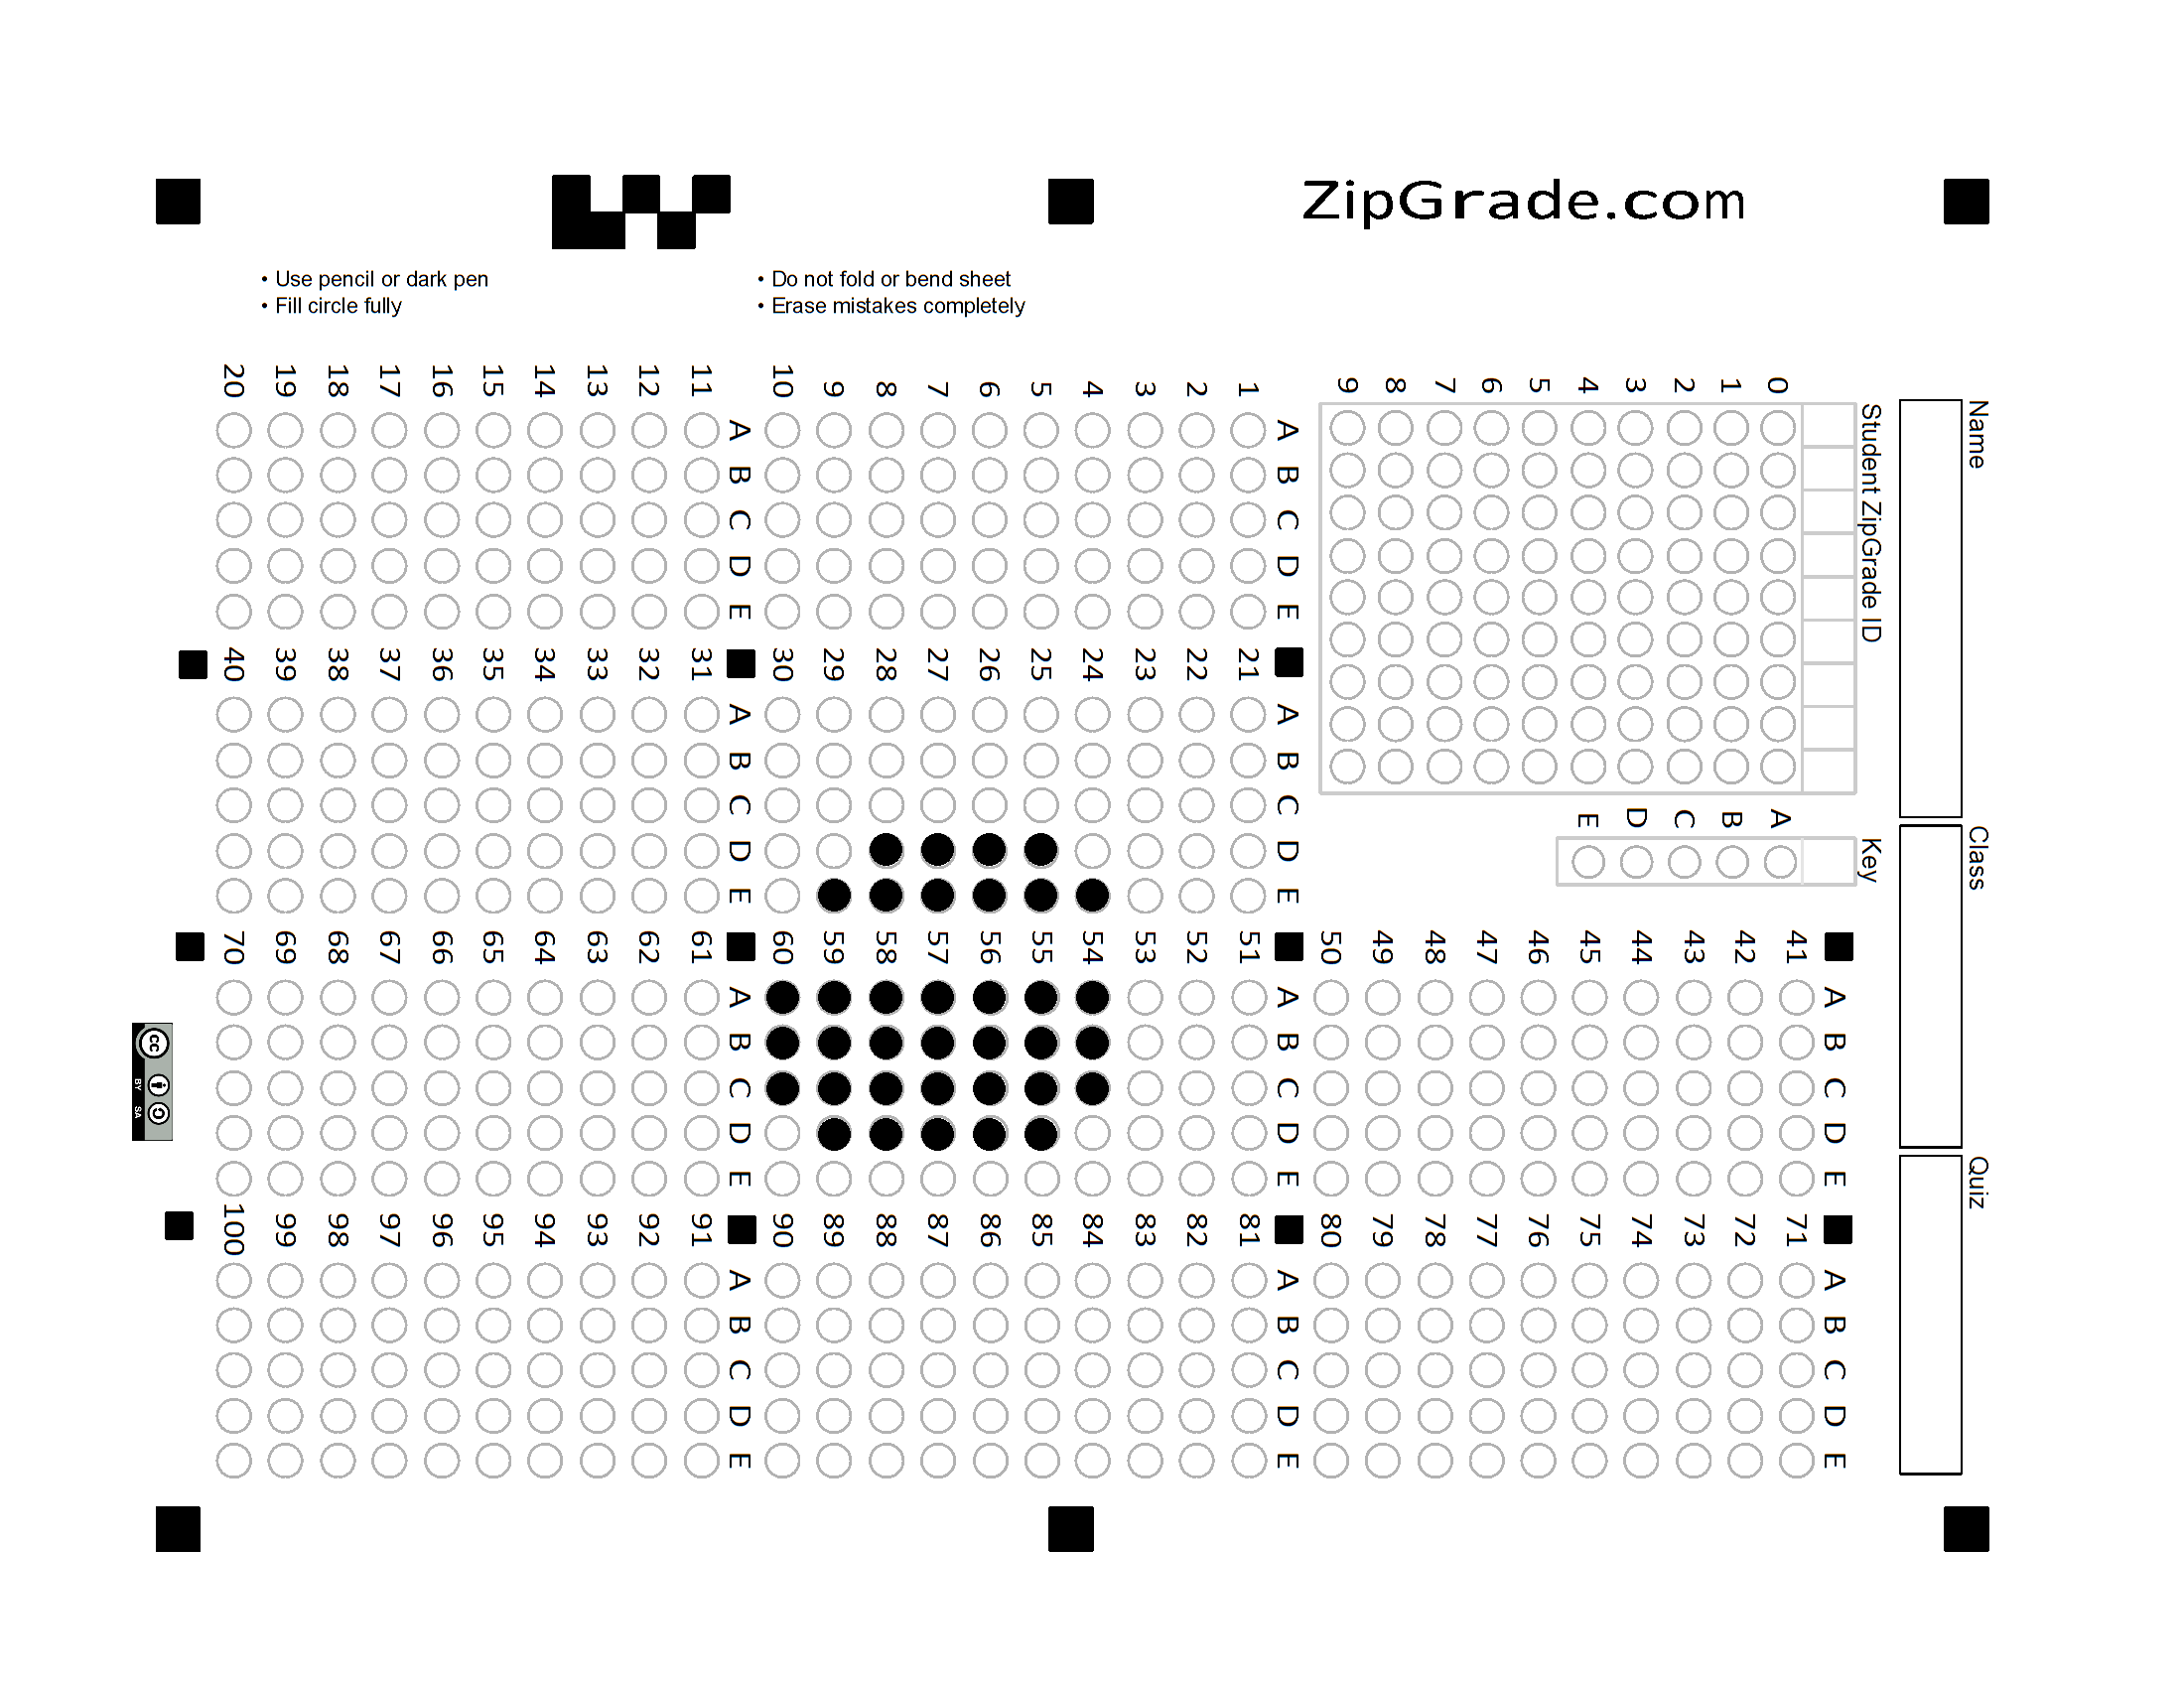 ZipGrade.com
• Use pencil or dark pen
• Fill circle fully
• Do not fold or bend sheet
• Erase mistakes completely
Name
Class
Quiz
Student ZipGrade ID
0 1 2 3 4 5 6 7 8 9
Key
A B C D E
A B C D E
1 2 3 4 5 6 7 8 9 10
A B C D E
11 12 13 14 15 16 17 18 19 20
A B C D E
21 22 23 24 25 26 27 28 29 30
A B C D E
31 32 33 34 35 36 37 38 39 40
A B C D E
41 42 43 44 45 46 47 48 49 50
A B C D E
51 52 53 54 55 56 57 58 59 60
A B C D E
61 62 63 64 65 66 67 68 69 70
A B C D E
71 72 73 74 75 76 77 78 79 80
A B C D E
81 82 83 84 85 86 87 88 89 90
A B C D E
91 92 93 94 95 96 97 98 99 100
A B C D E
cc BY SA